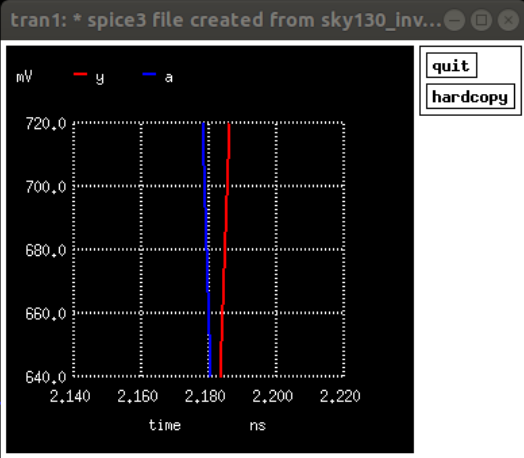 tran1: * spice3 file created from sky130_inv...
quit
hardcopy
mV y a
720.0
700.0
680.0
660.0
640.0
2.140 2.160 2.180 2.200 2.220
time ns